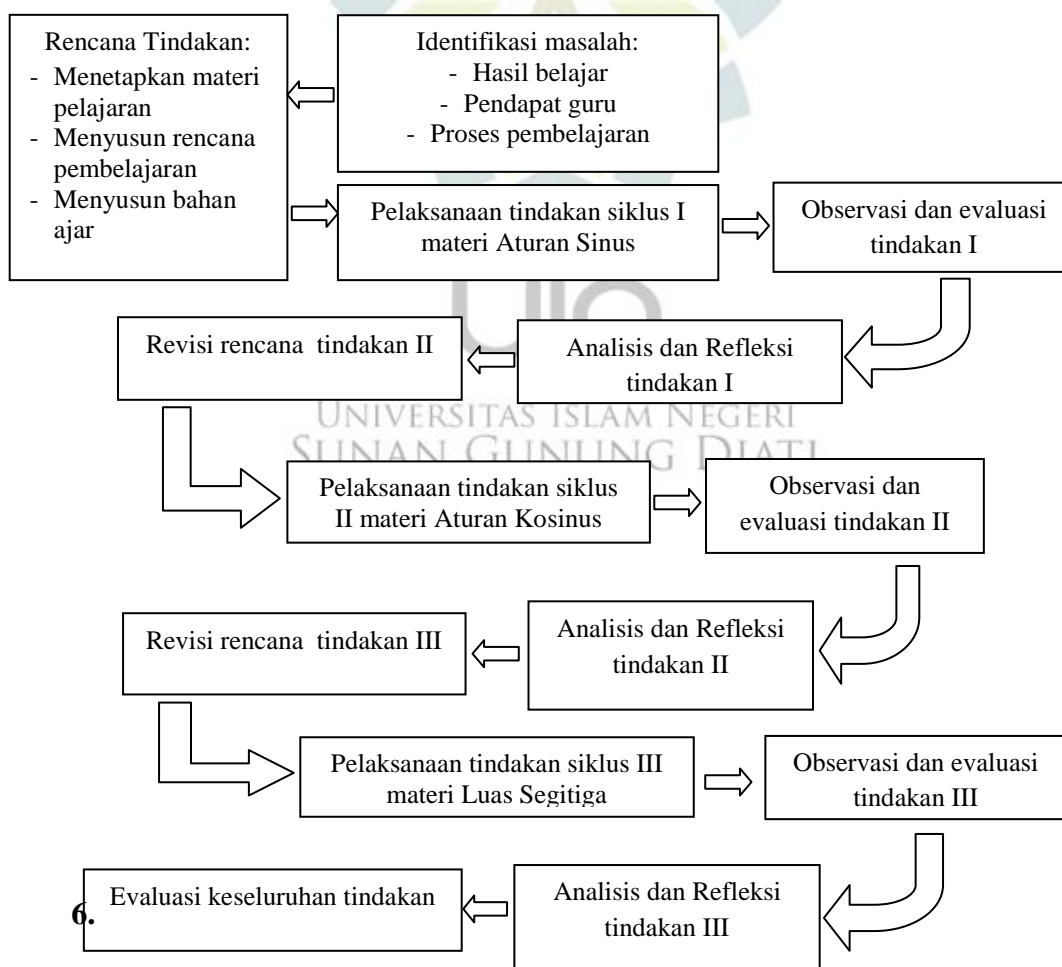 Rencana Tindakan:
- Menetapkan materi
pelajaran
- Menyusun rencana
pembelajaran
- Menyusun bahan
ajar
Identifikasi masalah:
- Hasil belajar
- Pendapat guru
- Proses pembelajaran
Pelaksanaan tindakan siklus I
materi Aturan Sinus
Observasi dan evaluasi
tindakan I
Analisis dan Refleksi
tindakan I
Revisi rencana tindakan II
UNIVERSITAS ISLAM NEGERI
SUNAN GUNUNG DJATI
Pelaksanaan tindakan siklus
II materi Aturan Kosinus
Observasi dan
evaluasi tindakan II
Analisis dan Refleksi
tindakan II
Revisi rencana tindakan III
Pelaksanaan tindakan siklus III
materi Luas Segitiga
Observasi dan evaluasi
tindakan III
Analisis dan Refleksi
tindakan III
Evaluasi keseluruhan tindakan
6.